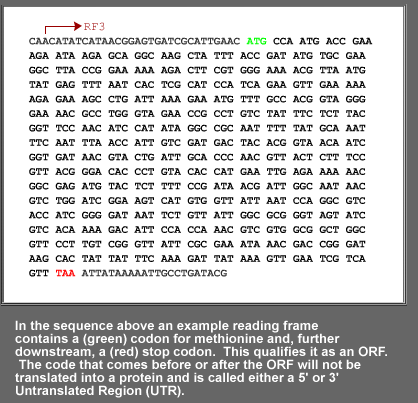 RF3
CAACATATCATAACGGAGTGATCGCATTGAAC ATG CCA ATG ACC GAA
AGA ATA AGA GCA GGC AAG CTA TTT ACC GAT ATG TGC GAA
GGC TTA CCG GAA AAA AGA CTT CGT GGG AAA ACG TTA ATG
TAT GAG TTT AAT CAC TCG CAT CCA TCA GAA GTT GAA AAA
AGA GAA AGC CTG ATT AAA GAA ATG TTT GCC ACG GTA GGG
GAA AAC GCC TGG GTA GAA CCG CCT GTC TAT TTC TCT TAC
GGT TCC AAC ATC CAT ATA GGC CGC AAT TTT TAT GCA AAT
TTC AAT TTA ACC ATT GTC GAT GAC TAC ACG GTA ACA ATC
GGT GAT AAC GTA CTG ATT GCA CCC AAC GTT ACT CTT TCC
GTT ACG GGA CAC CCT GTA CAC CAT GAA TTG AGA AAA AAC
GGC GAG ATG TAC TCT TTT CCG ATA ACG ATT GGC AAT AAC
GTC TGG ATC GGA AGT CAT GTG GTT ATT AAT CCA GGC GTC
ACC ATC GGG GAT AAT TCT GTT ATT GGC GCG GGT AGT ATC
GTC ACA AAA GAC ATT CCA CCA AAC GTC GTG GCG GCT GGC
GTT CCT TGT CGG GTT ATT CGC GAA ATA AAC GAC CGG GAT
AAG CAC TAT TAT TTC AAA GAT TAT AAA GTT GAA TCG TCA
GTT TAA ATTATAAAAATTGCCTGATACG
In the sequence above an example reading frame
contains a (green) codon for methionine and, further
downstream, a (red) stop codon. This qualifies it as an ORF.
The code that comes before or after the ORF will not be
translated into a protein and is called either a 5' or 3'
Untranslated Region (UTR).